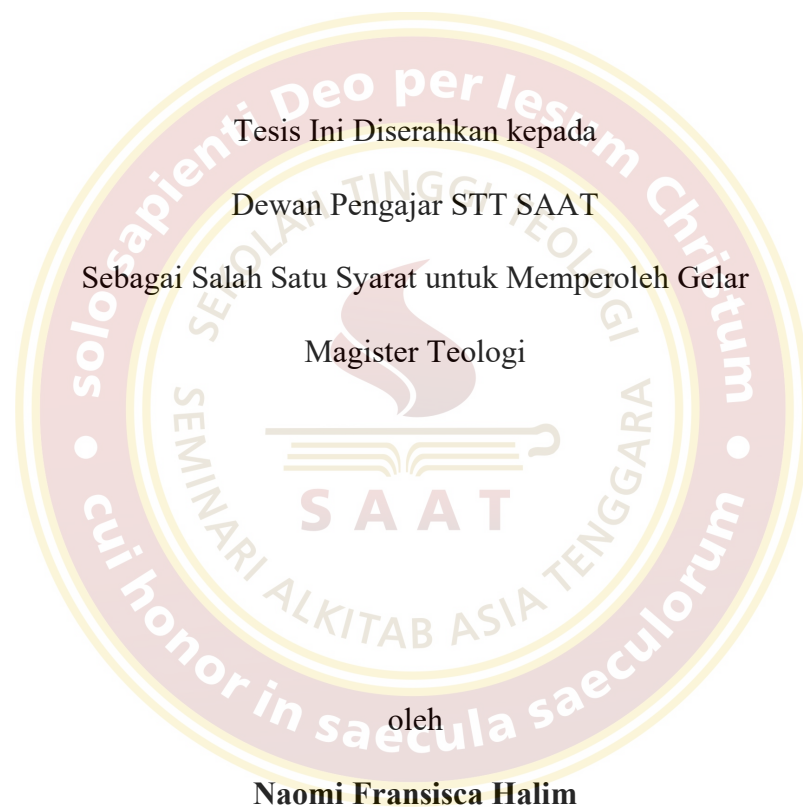 Tesis Ini Diserahkan kepada
Dewan Pengajar STT SAAT
Sebagai Salah Satu Syarat untuk Memperoleh Gelar
Magister Teologi
oleh
Naomi Fransisca Halim
solo sapienti Deo per Iesum Christum
cui honor in saecula saeculorum
SEKOLAH TINGGI TEOLOGI
SEMINARI ALKITAB ASIA TENGGARA
SAAT